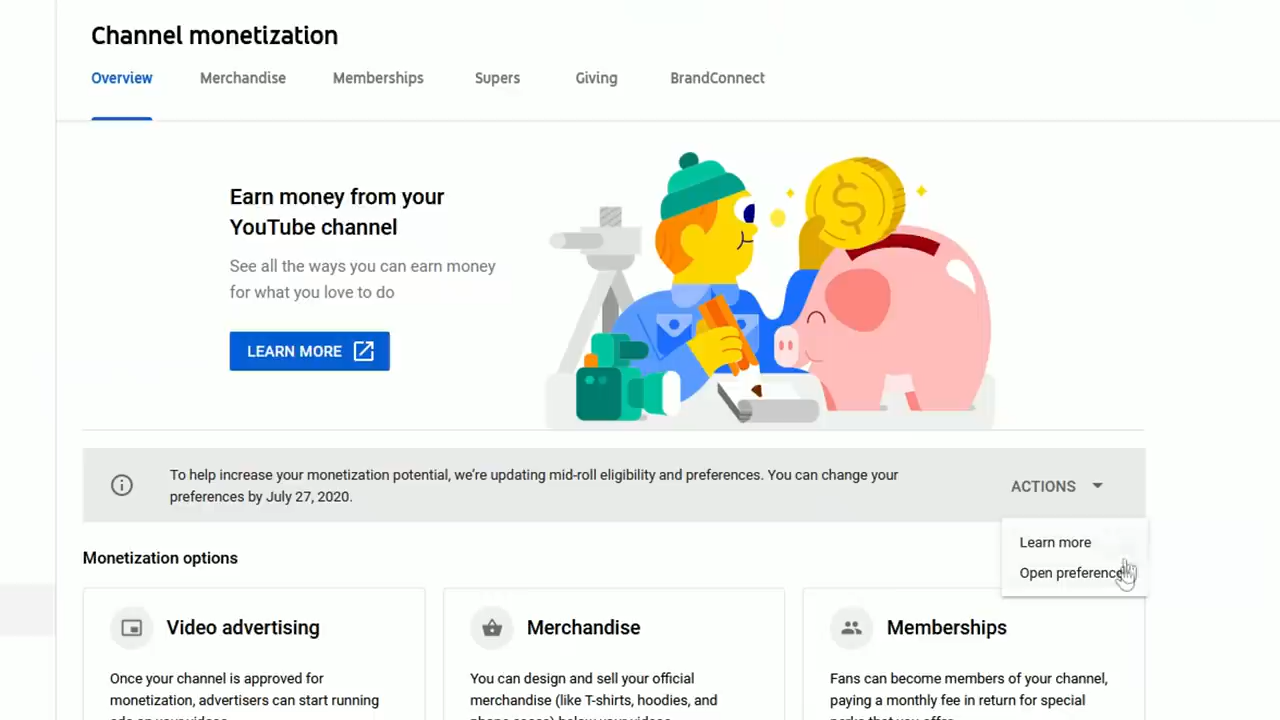 Channel monetization
Overview Merchandise Memberships Supers Giving BrandConnect
Earn money from your
YouTube channel
See all the ways you can earn money
for what you love to do
LEARN MORE
To help increase your monetization potential, we're updating mid-roll eligibility and preferences. You can change your
preferences by July 27, 2020.
ACTIONS
Learn more
Open preference
Monetization options
Video advertising
Once your channel is approved for
monetization, advertisers can start running
Merchandise
You can design and sell your official
merchandise (like T-shirts, hoodies, and
Memberships
Fans can become members of your channel,
paying a monthly fee in return for special